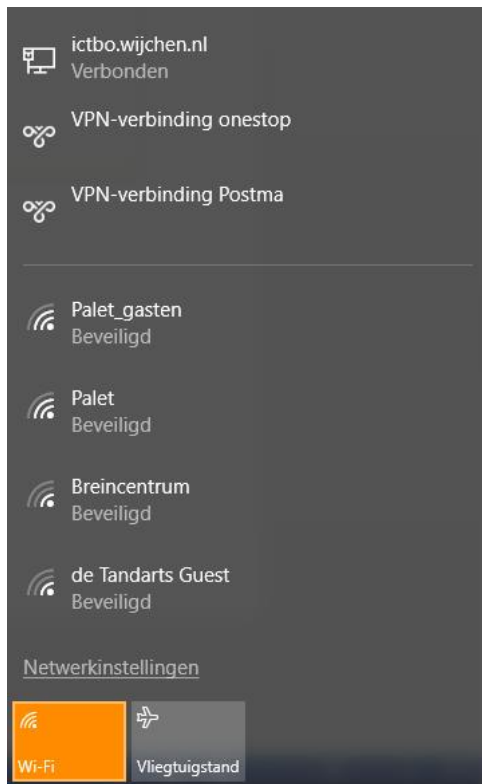 ictbo.wijchen.nl
Verbonden
VPN-verbinding onestop
VPN-verbinding Postma
Palet_gasten
Beveiligd
Palet
Beveiligd
Breincentrum
Beveiligd
de Tandarts Guest
Beveiligd
Netwerkinstellingen
Wi-Fi
Vliegtuigstand